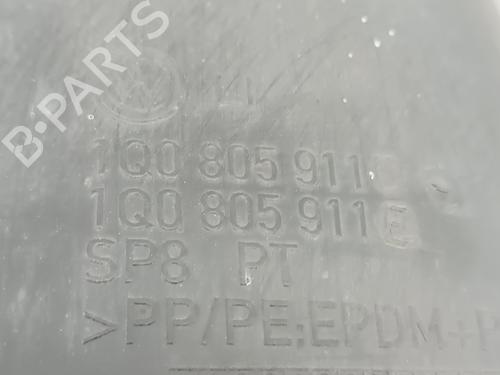 B-PARTS
1Q0 805 911
1Q0 805 911 E
SP8 PT
>PP/PE:EPDM+